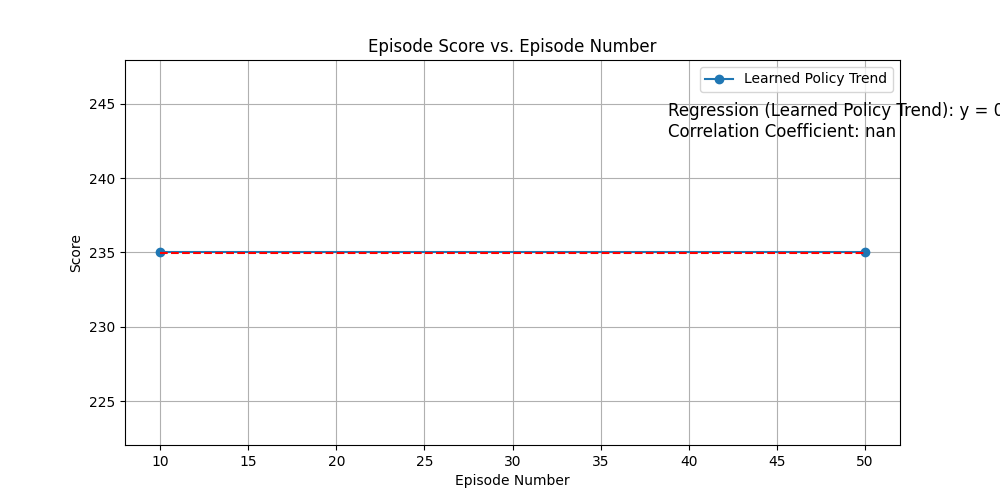 Episode Score vs. Episode Number
Learned Policy Trend
Regression (Learned Policy Trend): y = 0
Correlation Coefficient: nan
Score
245
240
235
230
225
10 15 20 25 30 35 40 45 50
Episode Number